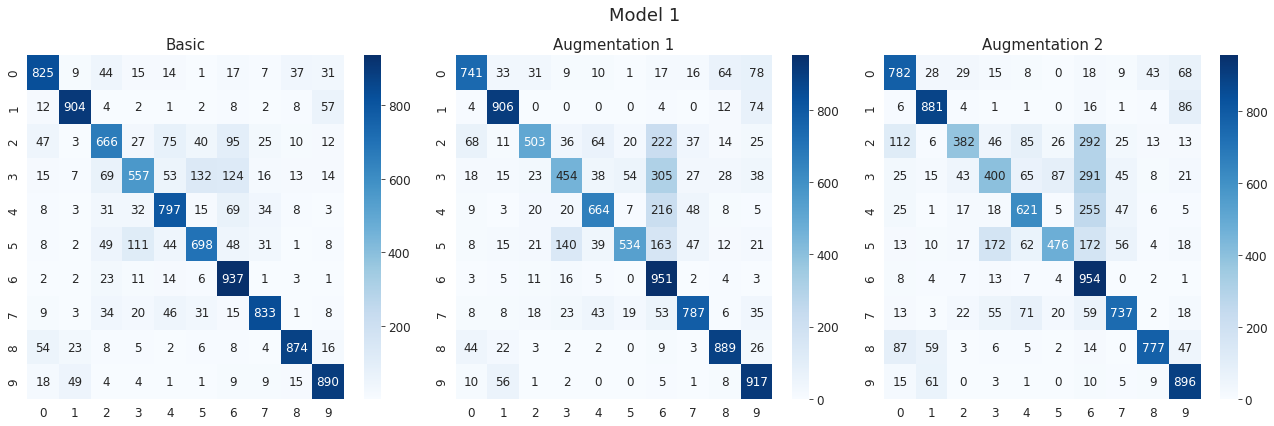 Model 1
Basic
0 825 9 44 15 14 1 17 7 37 31
1 12 904 4 2 1 2 8 2 8 57
2 47 3 666 27 75 40 95 25 10 12
3 15 7 69 557 53 132 124 16 13 14
4 8 3 31 32 797 15 69 34 8 3
5 8 2 49 111 44 698 48 31 1 8
6 2 2 23 11 14 6 937 1 3 1
7 9 3 34 20 46 31 15 833 1 8
8 54 23 8 5 2 6 8 4 874 16
9 18 49 4 4 1 1 9 9 15 890
0 1 2 3 4 5 6 7 8 9
800
600
400
200
Augmentation 1
0 741 33 31 9 10 1 17 16 64 78
1 4 906 0 0 0 0 4 0 12 74
2 68 11 503 36 64 20 222 37 14 25
3 18 15 23 454 38 54 305 27 28 38
4 9 3 20 20 664 7 216 48 8 5
5 8 15 21 140 39 534 163 47 12 21
6 3 5 11 16 5 0 951 2 4 3
7 8 8 18 23 43 19 53 787 6 35
8 44 22 3 2 2 0 9 3 889 26
9 10 56 1 2 0 0 5 1 8 917
0 1 2 3 4 5 6 7 8 9
800
600
400
200
0
Augmentation 2
0 782 28 29 15 8 0 18 9 43 68
1 6 881 4 1 1 0 16 1 4 86
2 112 6 382 46 85 26 292 25 13 13
3 25 15 43 400 65 87 291 45 8 21
4 25 1 17 18 621 5 255 47 6 5
5 13 10 17 172 62 476 172 56 4 18
6 8 4 7 13 7 4 954 0 2 1
7 13 3 22 55 71 20 59 737 2 18
8 87 59 3 6 5 2 14 0 777 47
9 15 61 0 3 1 0 10 5 9 896
0 1 2 3 4 5 6 7 8 9
800
600
400
200
0